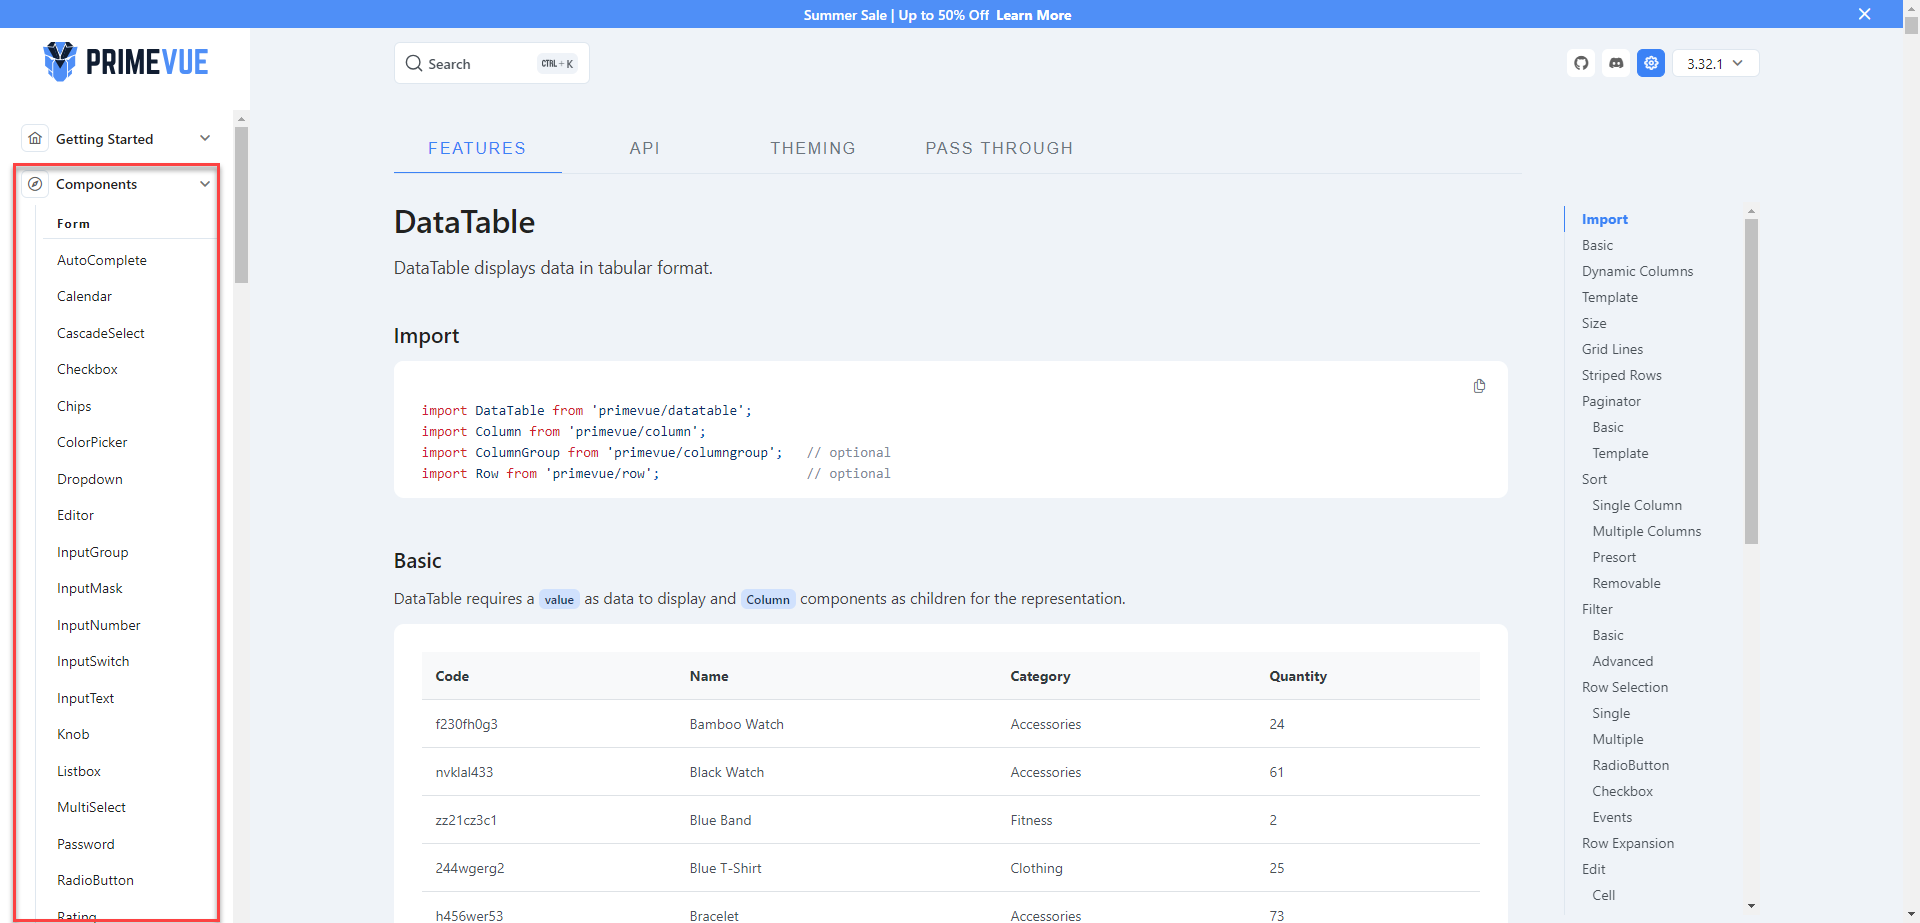 Summer Sale | Up to 50% Off Learn More
PRIMEVUE
Search CTRL+K
3.32.1
Getting Started
Components
Form
AutoComplete
Calendar
CascadeSelect
Checkbox
Chips
ColorPicker
Dropdown
Editor
InputGroup
InputMask
InputNumber
InputSwitch
InputText
Knob
Listbox
MultiSelect
Password
RadioButton
Rating
FEATURES API THEMING PASS THROUGH
DataTable
DataTable displays data in tabular format.
Import
import DataTable from 'primevue/datatable';
import Column from 'primevue/column';
import ColumnGroup from 'primevue/columngroup'; // optional
import Row from 'primevue/row'; // optional
Basic
DataTable requires a value as data to display and Column components as children for the representation.
Code Name Category Quantity
f230fh0g3 Bamboo Watch Accessories 24
nvklal433 Black Watch Accessories 61
zz21cz3c1 Blue Band Fitness 2
244wgerg2 Blue T-Shirt Clothing 25
h456wer53 Bracelet Accessories 73
Import
Basic
Dynamic Columns
Template
Size
Grid Lines
Striped Rows
Paginator
Basic
Template
Sort
Single Column
Multiple Columns
Presort
Removable
Filter
Basic
Advanced
Row Selection
Single
Multiple
RadioButton
Checkbox
Events
Row Expansion
Edit
Cell